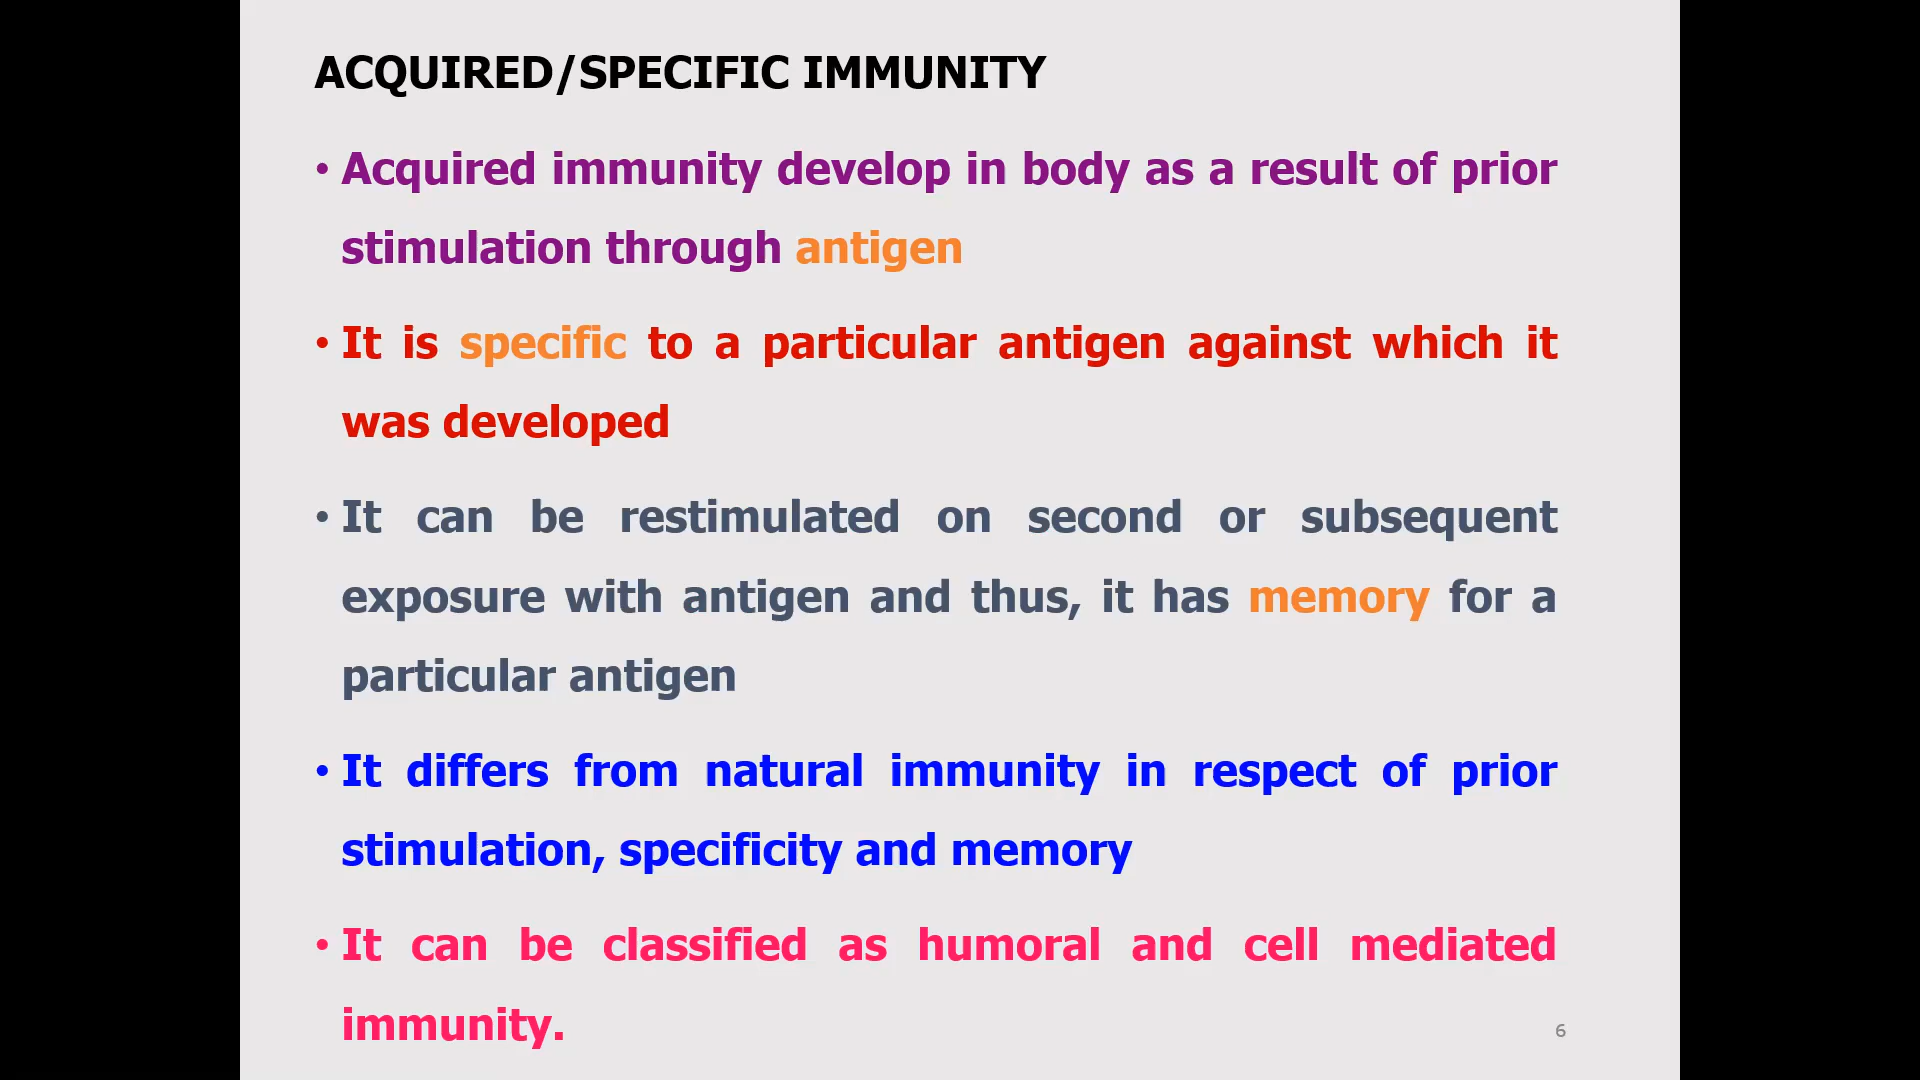 ACQUIRED/SPECIFIC IMMUNITY
• Acquired immunity develop in body as a result of prior
stimulation through antigen
• It is specific to a particular antigen against which it
was developed
• It can be restimulated on second or subsequent
exposure with antigen and thus, it has memory for a
particular antigen
• It differs from natural immunity in respect of prior
stimulation, specificity and memory
• It can be classified as humoral and cell mediated
immunity.
6